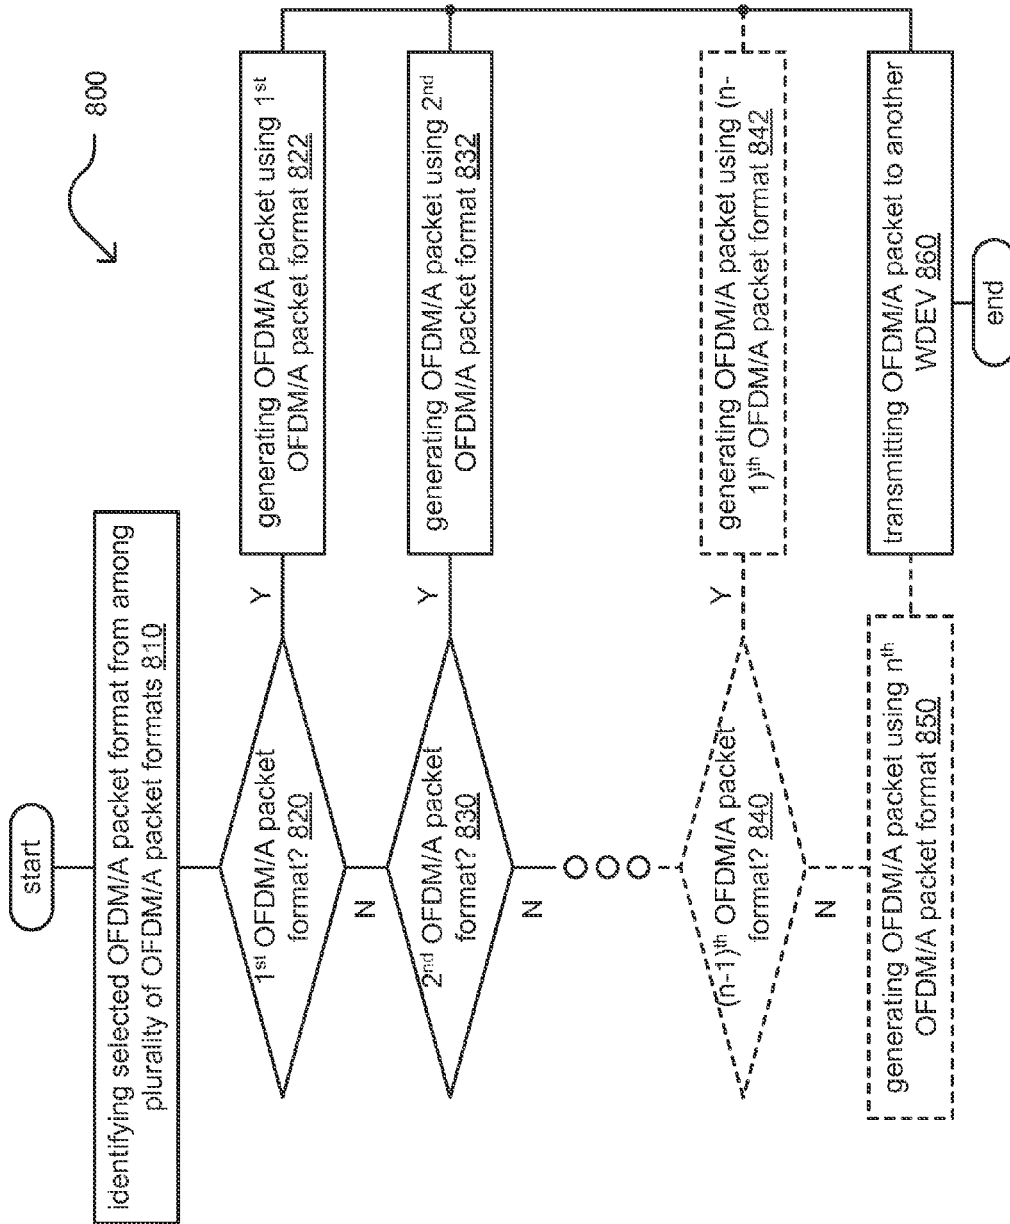 800
start
identifying selected OFDM/A packet format from among
plurality of OFDM/A packet formats 810
1st OFDM/A packet
format? 820
Y
generating OFDM/A packet using 1st
OFDM/A packet format 822
N
2nd OFDM/A packet
format? 830
Y
generating OFDM/A packet using 2nd
OFDM/A packet format 832
N
(n-1)th OFDM/A packet
format? 840
Y
generating OFDM/A packet using (n-
1)th OFDM/A packet format 842
N
generating OFDM/A packet using nth
OFDM/A packet format 850
transmitting OFDM/A packet to another
WDEV 860
end